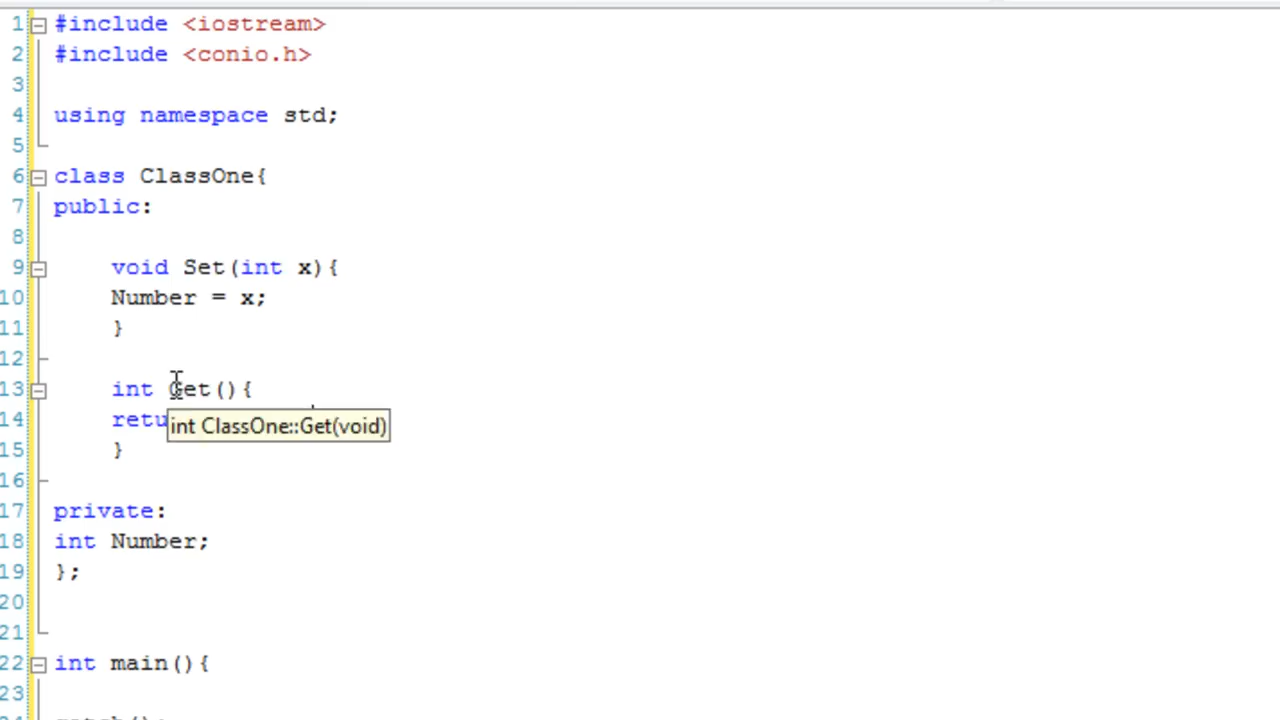 1 #include <iostream>
2 #include <conio.h>
3
4 using namespace std;
5
6 class ClassOne{
7 public:
8
9 void Set(int x){
10 Number = x;
11 }
12
13 int Get(){
14
int ClassOne::Get(void)
15 }
16
17 private:
18 int Number;
19 };
20
21
22 int main(){
23